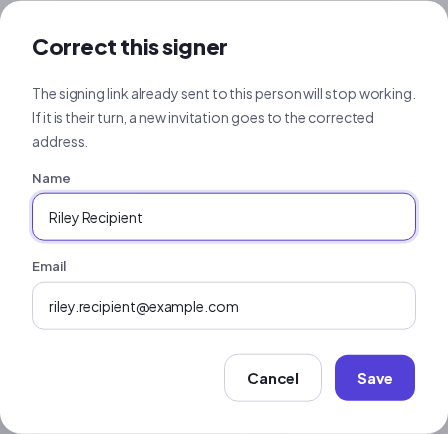 Correct this signer
The signing link already sent to this person will stop working.
If it is their turn, a new invitation goes to the corrected
address.
Name
Riley Recipient
Email
riley.recipient@example.com
Cancel
Save